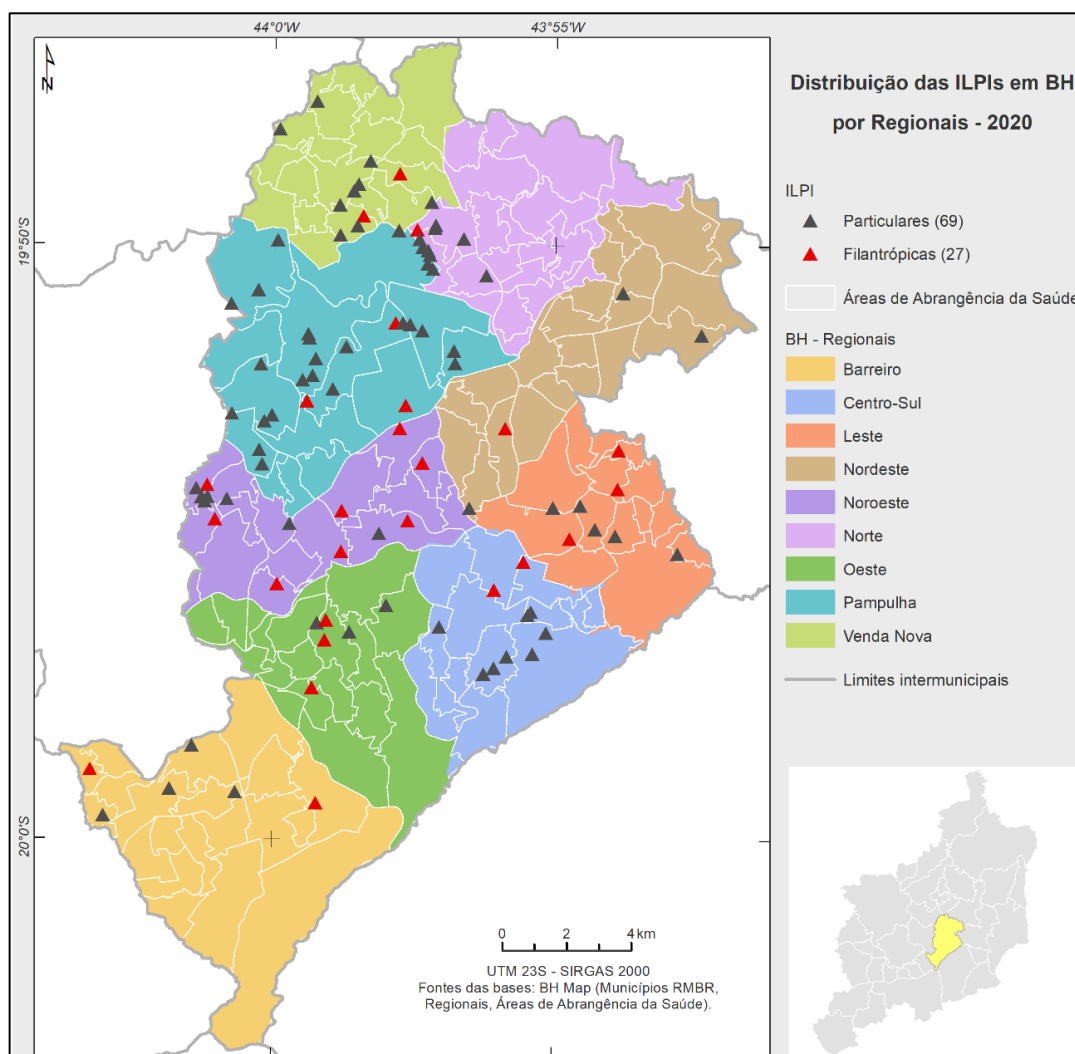 44°0'W
43°55'W
N
19°50'S
20°0'S
Distribuição das ILPIs em BH
por Regionais - 2020
ILPI
Particulares (69)
Filantrópicas (27)
Áreas de Abrangência da Saúde
BH - Regionais
Barreiro
Centro-Sul
Leste
Nordeste
Noroeste
Norte
Oeste
Pampulha
Venda Nova
Limites intermunicipais
0 2 4 km
UTM 23S - SIRGAS 2000
Fontes das bases: BH Map (Municípios RMBR,
Regionais, Áreas de Abrangência da Saúde).